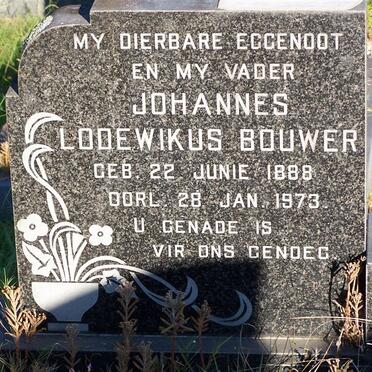 MY DIERBARE EGGENOOT
EN MY VADER
JOHANNES
LODEWIKUS BOUWER
GEB. 22 JUNIE 1888
OORL. 28 JAN. 1973.
U GENADE IS
VIR ONS GENOEG